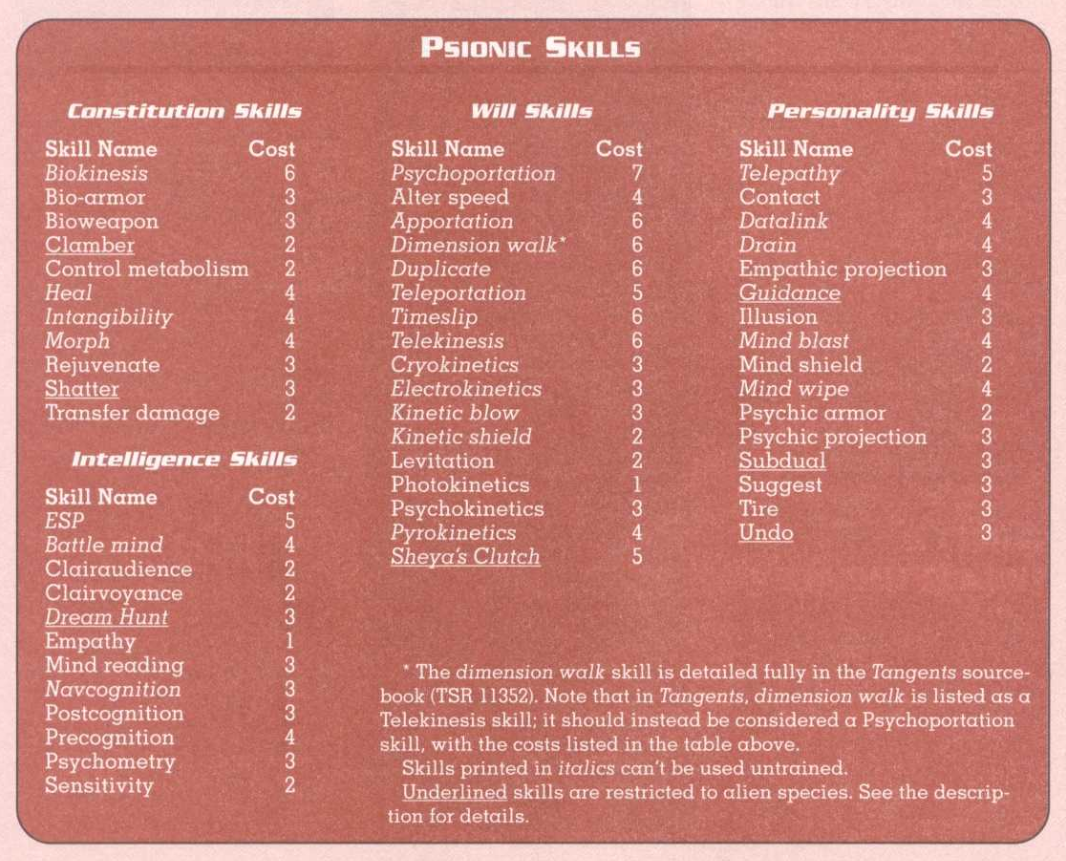 PSIONIC SKILLS
Constitution Skills
Skill Name Cost
Biokinesis 6
Bio-armor 3
Bioweapon 3
Clamber 2
Control metabolism 2
Heal 4
Intangibility 4
Morph 4
Rejuvenate 3
Shatter 3
Transfer damage 2
Intelligence Skills
Skill Name Cost
ESP 5
Battle mind 4
Clairaudience 2
Clairvoyance 2
Dream Hunt 3
Empathy 1
Mind reading 3
Navcognition 3
Postcognition 3
Precognition 4
Psychometry 3
Sensitivity 2
Will Skills
Skill Name Cost
Psychoportation 7
Alter speed 4
Apportation 6
Dimension walk* 6
Duplicate 6
Teleportation 5
Timeslip 6
Telekinesis 6
Cryokinetics 3
Electrokinetics 3
Kinetic blow 3
Kinetic shield 2
Levitation 2
Photokinetics 1
Psychokinetics 3
Pyrokinetics 4
Sheya's Clutch 5
Personality Skills
Skill Name Cost
Telepathy 5
Contact 3
Datalink 4
Drain 4
Empathic projection 3
Guidance 4
Illusion 3
Mind blast 4
Mind shield 2
Mind wipe 4
Psychic armor 2
Psychic projection 3
Subdual 3
Suggest 3
Tire 3
Undo 3
* The dimension walk skill is detailed fully in the Tangents source-
book (TSR 11352). Note that in Tangents, dimension walk is listed as a
Telekinesis skill; it should instead be considered a Psychoportation
skill, with the costs listed in the table above.
Skills printed in italics can't be used untrained.
Underlined skills are restricted to alien species. See the descrip-
tion for details.